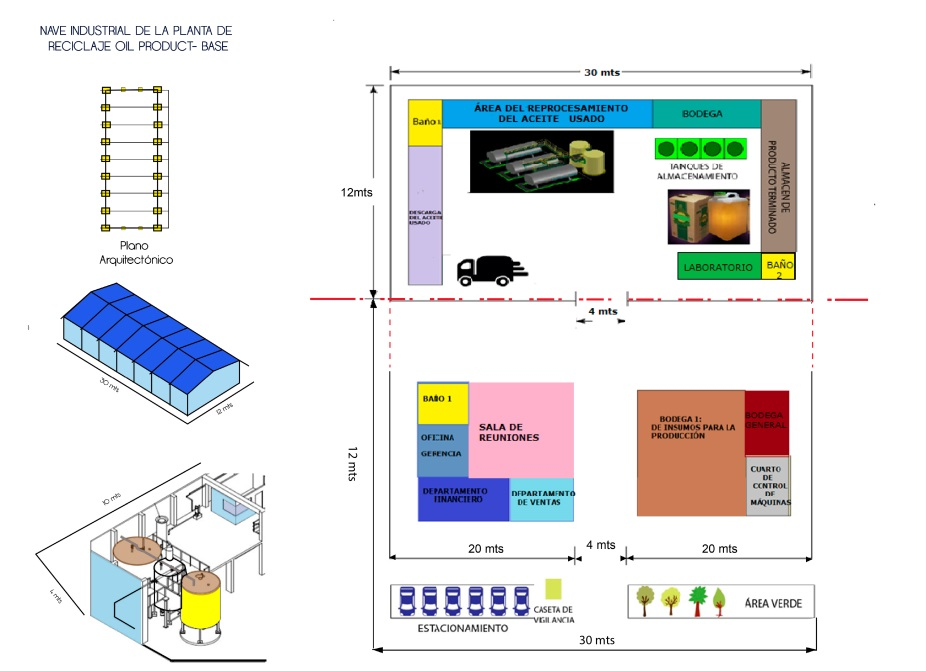 NAVE INDUSTRIAL DE LA PLANTA DE
RECICLAJE OIL PRODUCT- BASE
Plano
Arquitectónico
30 mts
12 mts
10 mts
4 mts
30 mts
12mts
Baño 1
ÁREA DEL REPROCESAMIENTO
DEL ACEITE USADO
BODEGA
ALMACEN DE
PRODUCTO TERMINADO
DESCARGA
DEL ACEITE
USADO
TANQUES DE
ALMACENAMIENTO
LABORATORIO
BAÑO
2
4 mts
12 mts
BAÑO 1
OFICINA
GERENCIA
SALA DE
REUNIONES
DEPARTAMENTO
FINANCIERO
DEPARTAMENTO
DE VENTAS
BODEGA 1:
DE INSUMOS PARA LA
PRODUCCIÓN
BODEGA
GENERAL
CUARTO
DE
CONTROL
DE
MÁQUINAS
20 mts
4 mts
20 mts
CASETA DE
VIGILANCIA
ESTACIONAMIENTO
ÁREA VERDE
30 mts